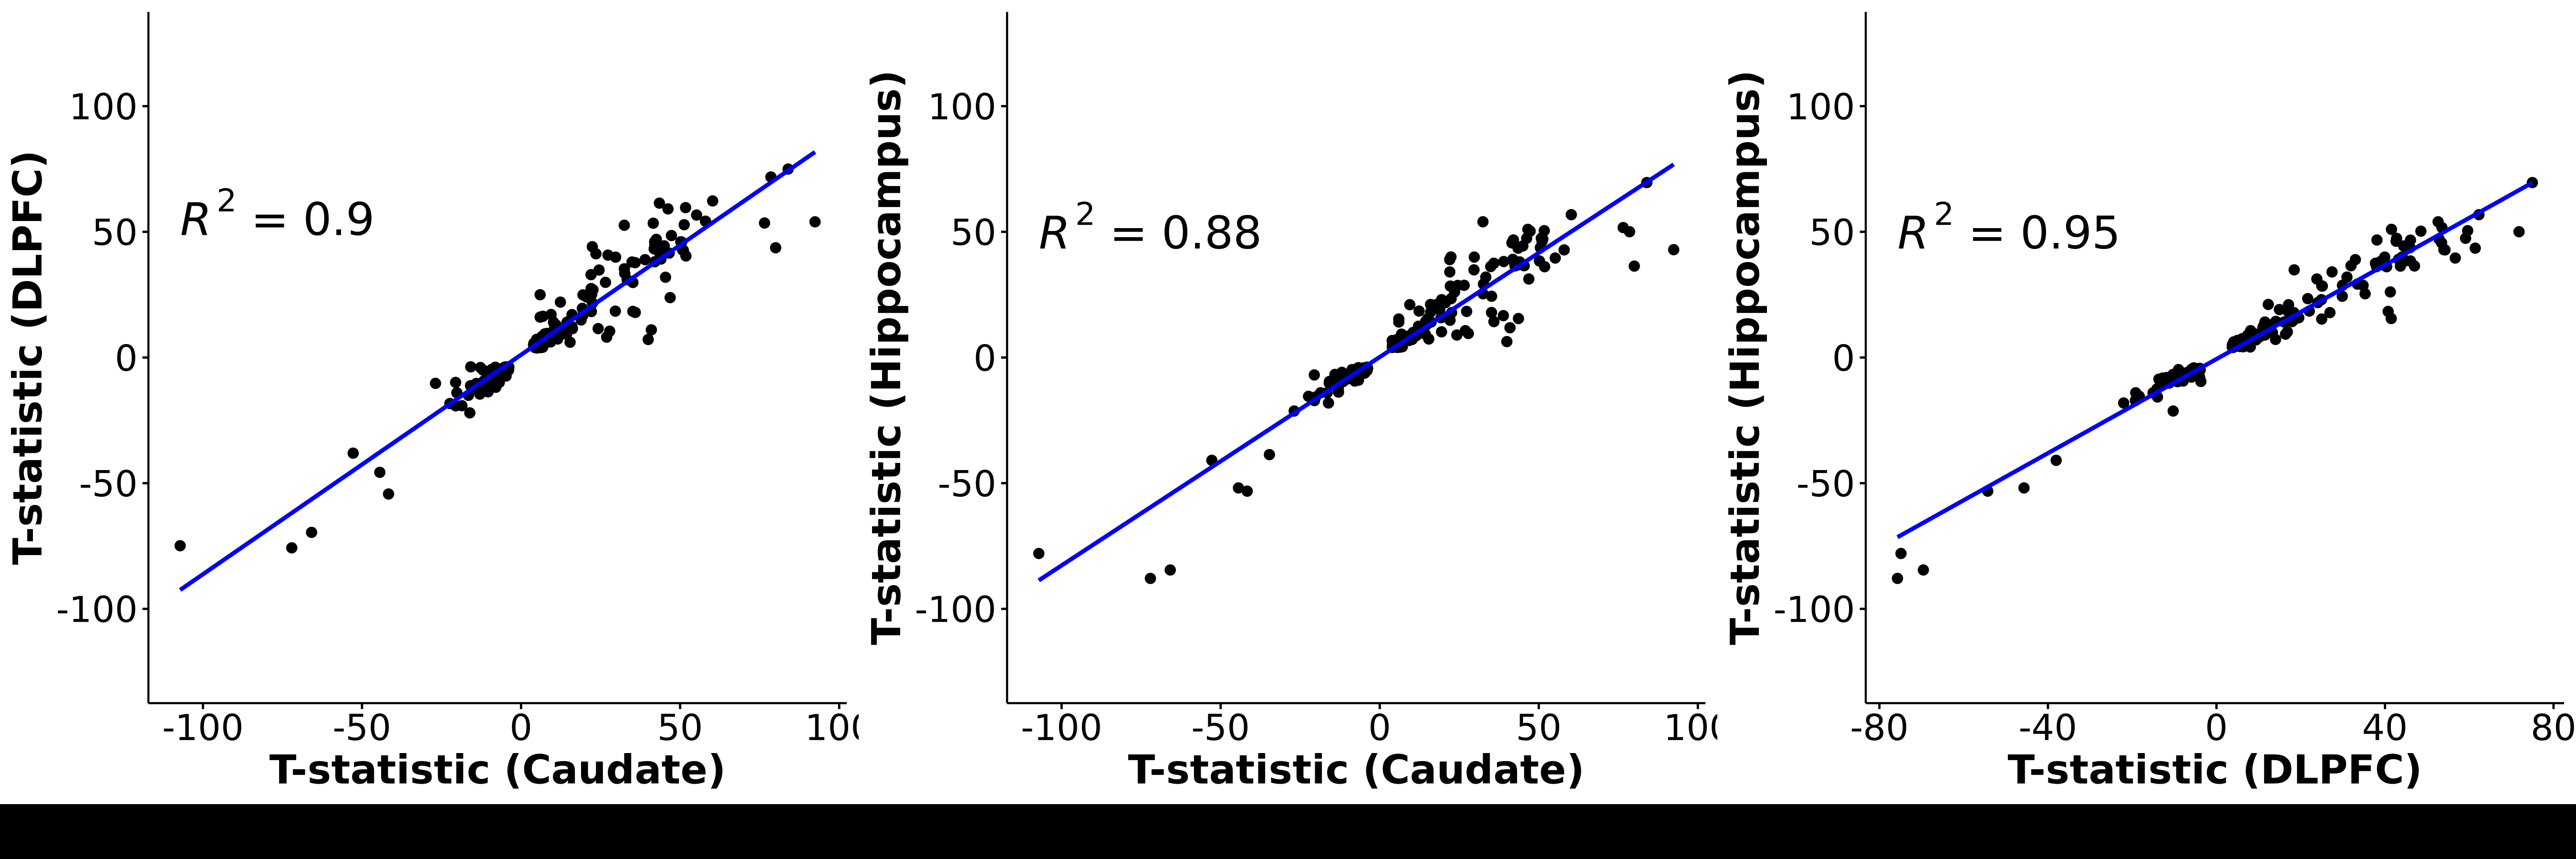 T-statistic (DLPFC)
100
50
0
-50
-100
R² = 0.9
-100 -50 0 50
T-statistic (Caudate)
T-statistic (Hippocampus)
100
50
0
-50
-100
R² = 0.88
-100 -50 0 50
T-statistic (Caudate)
T-statistic (Hippocampus)
100
50
0
-50
-100
R² = 0.95
-80 -40 0 40 80
T-statistic (DLPFC)